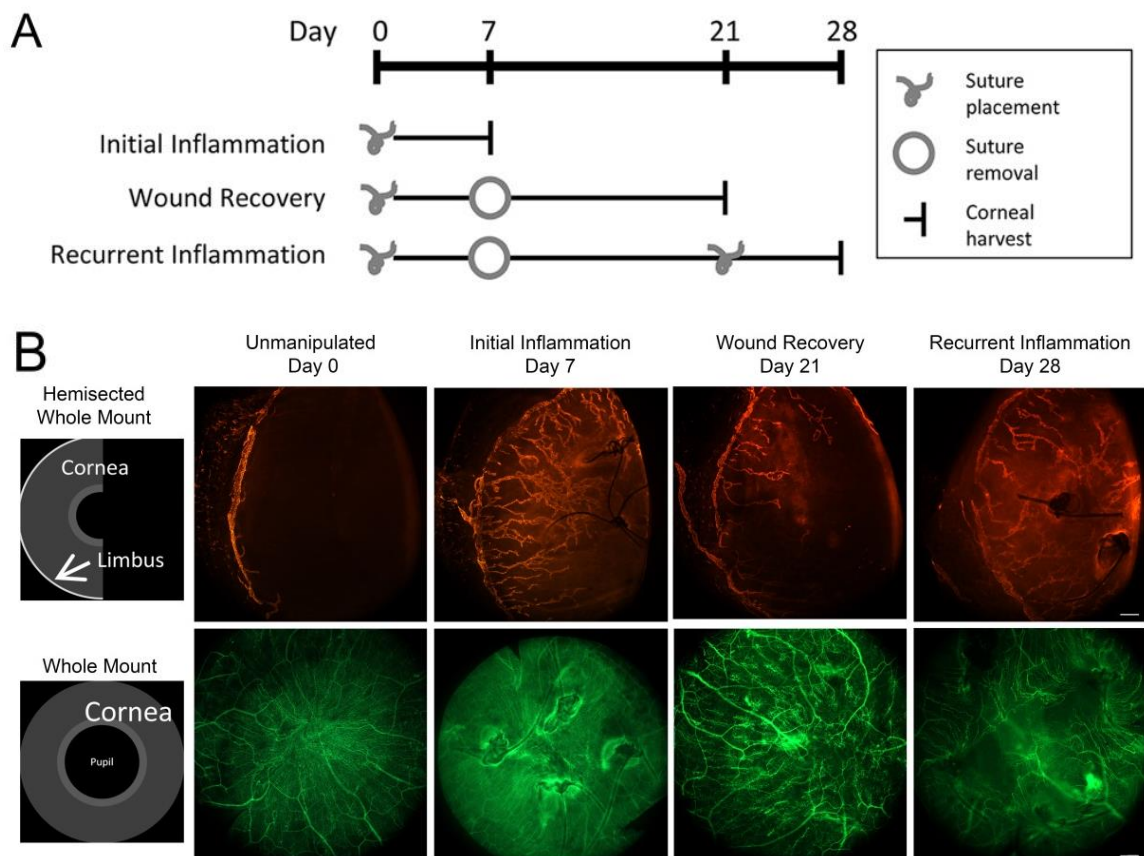 A
Day 0 7 21 28
Initial Inflammation
Wound Recovery
Recurrent Inflammation
Suture
placement
Suture
removal
Corneal
harvest
B
Hemisected
Whole Mount
Cornea
Limbus
Unmanipulated
Day 0
Initial Inflammation
Day 7
Wound Recovery
Day 21
Recurrent Inflammation
Day 28
Whole Mount
Cornea
Pupil